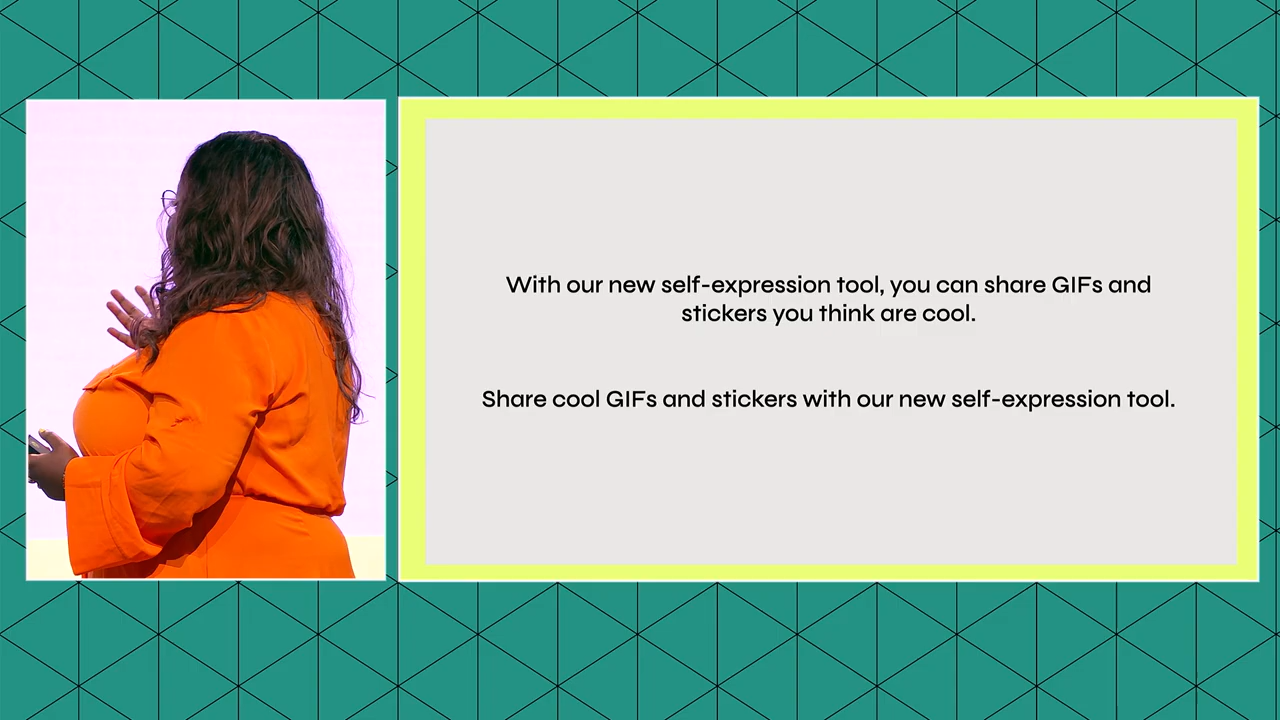 With our new self-expression tool, you can share GIFs and
stickers you think are cool.
Share cool GIFs and stickers with our new self-expression tool.